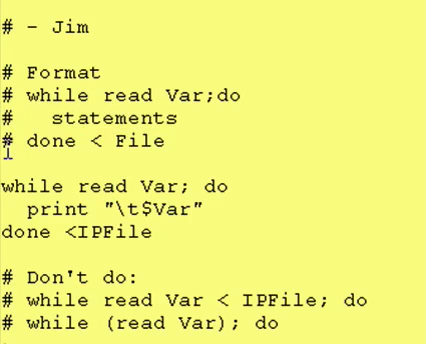 # - Jim
# Format
# while read Var;do
#   statements
# done < File
while read Var; do
  print "\t$Var"
done <IPFile
# Don't do:
# while read Var < IPFile; do
# while (read Var); do